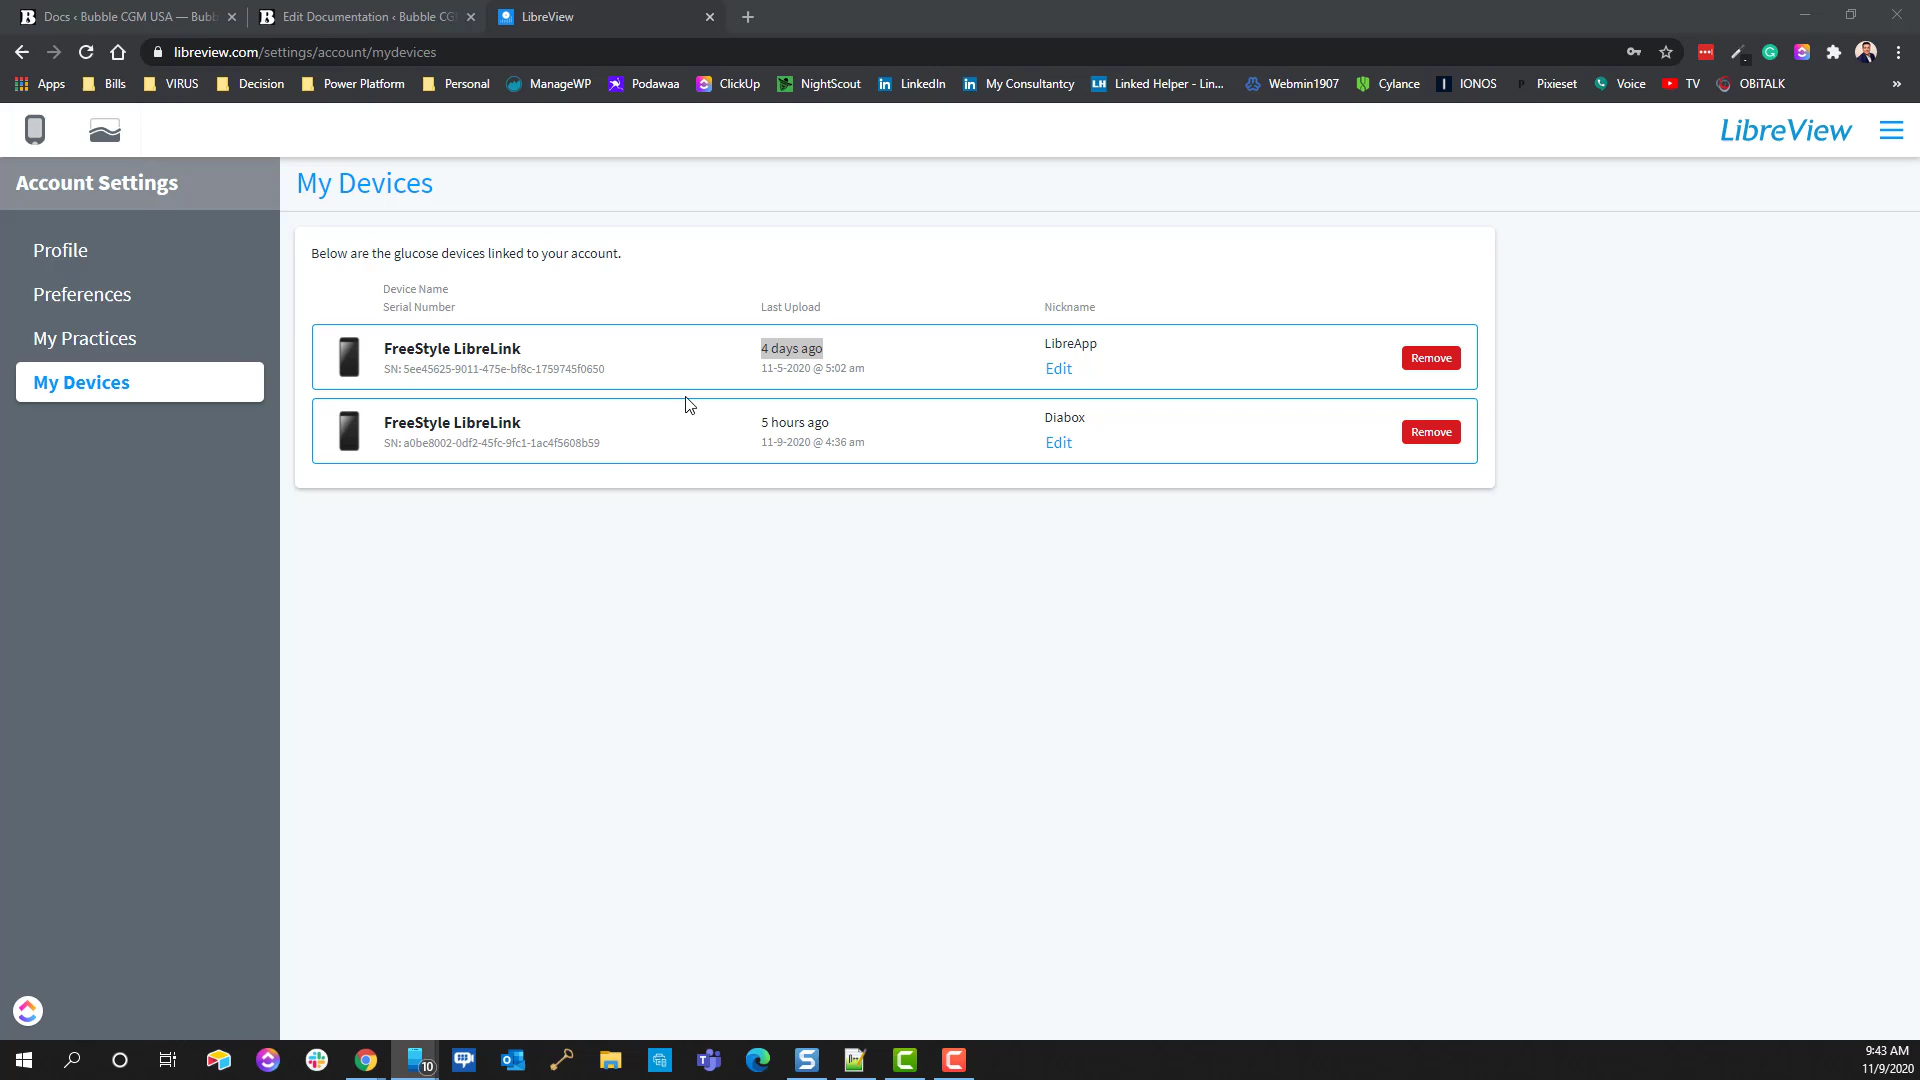 Docs ‹ Bubble CGM USA — Bubb
Edit Documentation ‹ Bubble CG
LibreView
libreview.com/settings/account/mydevices
Apps Bills VIRUS Decision Power Platform Personal ManageWP Podawaa ClickUp NightScout LinkedIn My Consultantcy Linked Helper - Lin... Webmin1907 Cylance IONOS Pixieset Voice TV OBiTALK »
LibreView
Account Settings
My Devices
Profile
Preferences
My Practices
My Devices
Below are the glucose devices linked to your account.
Device Name
Serial Number Last Upload Nickname
FreeStyle LibreLink 4 days ago LibreApp
SN: 5ee45625-9011-475e-bf8c-1759745f0650 11-5-2020 @ 5:02 am Edit
Remove
FreeStyle LibreLink 5 hours ago Diabox
SN: a0be8002-0df2-45fc-9fc1-1ac4f5608b59 11-9-2020 @ 4:36 am Edit
Remove
10
9:43 AM
11/9/2020